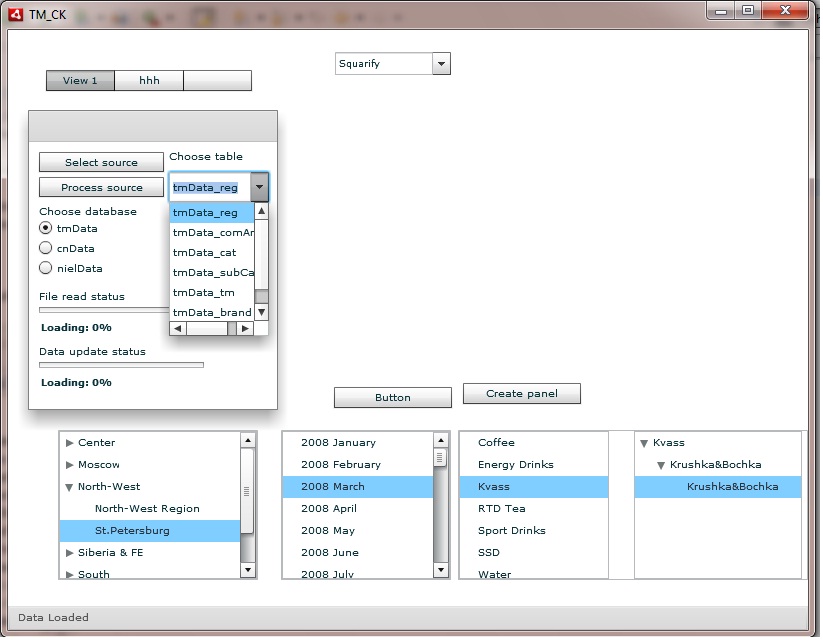 TM_CK
Squarify
View 1
hhh
Choose table
Select source
Process source
tmData_reg
Choose database
tmData_reg
tmData
tmData_comAr
cnData
tmData_cat
nielData
tmData_subCa
File read status
tmData_tm
tmData_brand
Loading: 0%
Data update status
Loading: 0%
Button
Create panel
Center
Moscow
North-West
North-West Region
St.Petersburg
Siberia & FE
South
2008 January
2008 February
2008 March
2008 April
2008 May
2008 June
2008 July
Coffee
Energy Drinks
Kvass
RTD Tea
Sport Drinks
SSD
Water
Kvass
Krushka&Bochka
Krushka&Bochka
Data Loaded